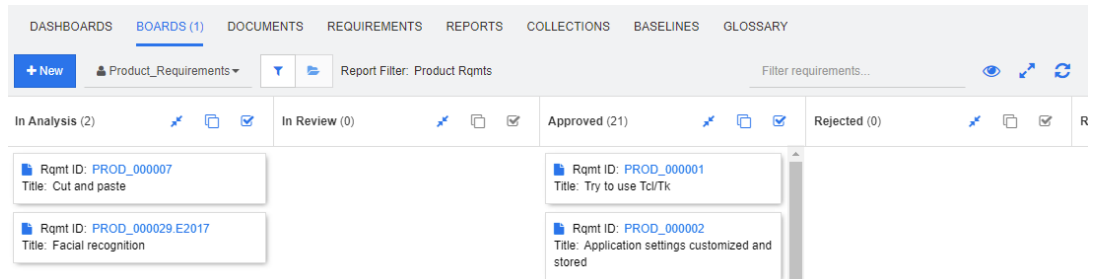 DASHBOARDS BOARDS (1) DOCUMENTS REQUIREMENTS REPORTS COLLECTIONS BASELINES GLOSSARY
+ New Product_Requirements Report Filter: Product Rqmts Filter requirements...
In Analysis (2) In Review (0) Approved (21) Rejected (0) R
Rqmt ID: PROD_000007
Title: Cut and paste
Rqmt ID: PROD_000029.E2017
Title: Facial recognition
Rqmt ID: PROD_000001
Title: Try to use Tcl/Tk
Rqmt ID: PROD_000002
Title: Application settings customized and
stored